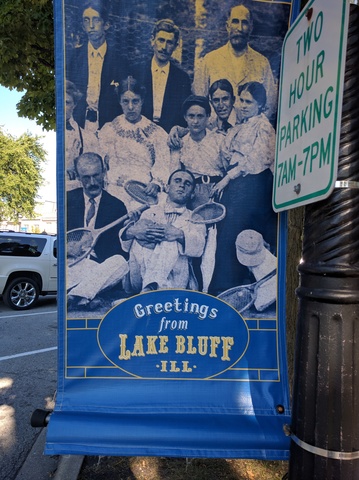 TWO
HOUR
PARKING
7AM-7PM
Greetings
from
LAKE BLUFF
·ILL·